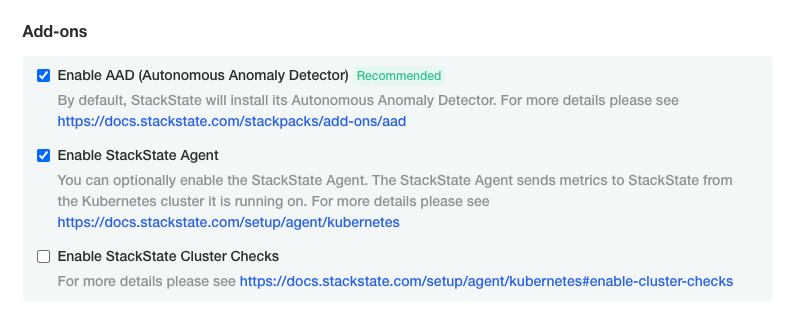 Add-ons
Enable AAD (Autonomous Anomaly Detector) Recommended
By default, StackState will install its Autonomous Anomaly Detector. For more details please see
https://docs.stackstate.com/stackpacks/add-ons/aad
Enable StackState Agent
You can optionally enable the StackState Agent. The StackState Agent sends metrics to StackState from
the Kubernetes cluster it is running on. For more details please see
https://docs.stackstate.com/setup/agent/kubernetes
Enable StackState Cluster Checks
For more details please see https://docs.stackstate.com/setup/agent/kubernetes#enable-cluster-checks